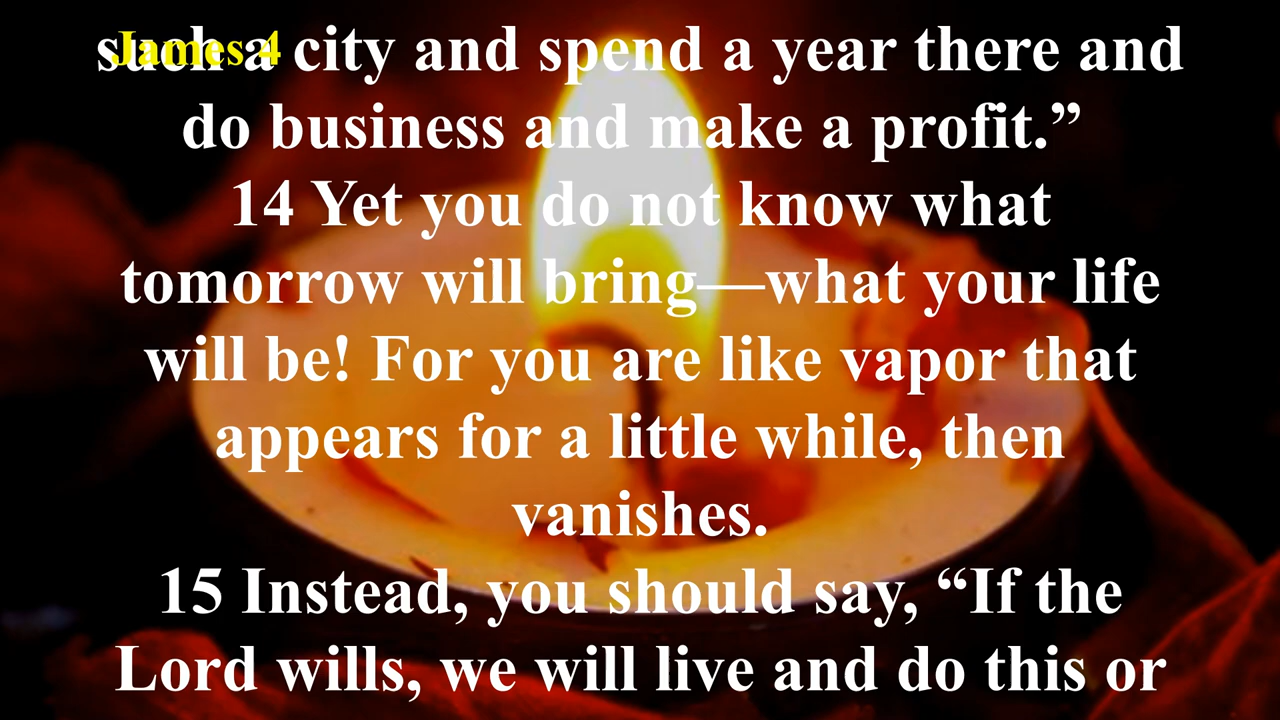 James 4
such a city and spend a year there and
do business and make a profit.”
14 Yet you do not know what
tomorrow will bring—what your life
will be! For you are like vapor that
appears for a little while, then
vanishes.
15 Instead, you should say, “If the
Lord wills, we will live and do this or